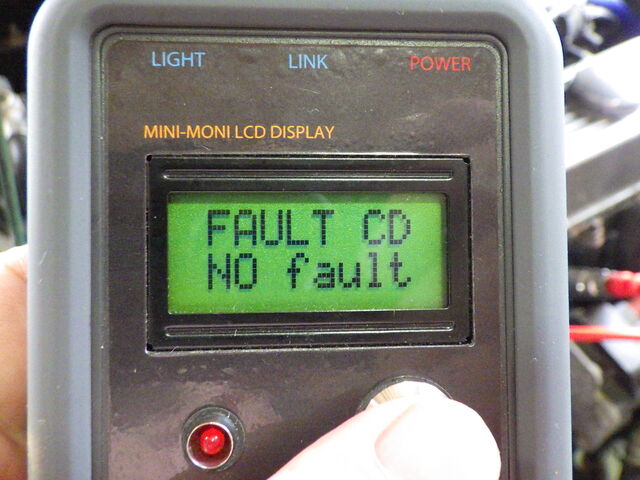 LIGHT LINK POWER
MINI-MONI LCD DISPLAY
FAULT CD
NO fault